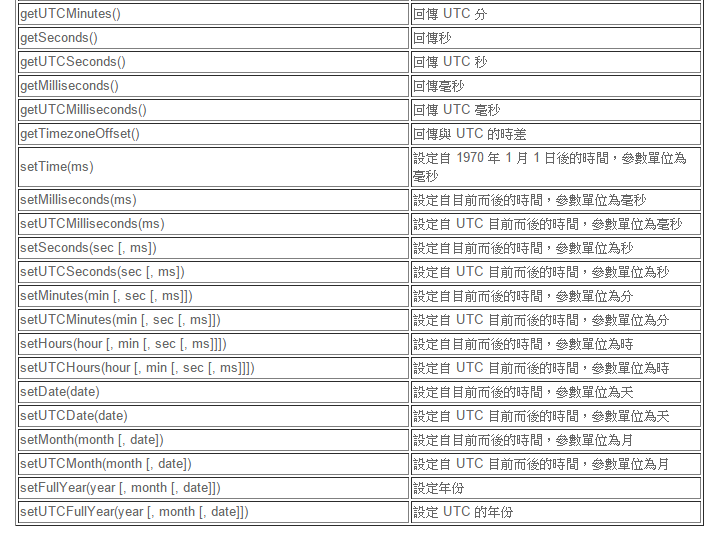 getUTCMinutes() 回傳 UTC 分
getSeconds() 回傳秒
getUTCSeconds() 回傳 UTC 秒
getMilliseconds() 回傳毫秒
getUTCMilliseconds() 回傳 UTC 毫秒
getTimezoneOffset() 回傳與 UTC 的時差
setTime(ms) 設定自 1970 年 1 月 1 日後的時間，參數單位為
毫秒
setMilliseconds(ms) 設定自目前而後的時間，參數單位為毫秒
setUTCMilliseconds(ms) 設定自 UTC 目前而後的時間，參數單位為毫秒
setSeconds(sec [, ms]) 設定自目前而後的時間，參數單位為秒
setUTCSeconds(sec [, ms]) 設定自 UTC 目前而後的時間，參數單位為秒
setMinutes(min [, sec [, ms]]) 設定自目前而後的時間，參數單位為分
setUTCMinutes(min [, sec [, ms]]) 設定自 UTC 目前而後的時間，參數單位為分
setHours(hour [, min [, sec [, ms]]]) 設定自目前而後的時間，參數單位為時
setUTCHours(hour [, min [, sec [, ms]]]) 設定自 UTC 目前而後的時間，參數單位為時
setDate(date) 設定自目前而後的時間，參數單位為天
setUTCDate(date) 設定自 UTC 目前而後的時間，參數單位為天
setMonth(month [, date]) 設定自目前而後的時間，參數單位為月
setUTCMonth(month [, date]) 設定自 UTC 目前而後的時間，參數單位為月
setFullYear(year [, month [, date]]) 設定年份
setUTCFullYear(year [, month [, date]]) 設定 UTC 的年份